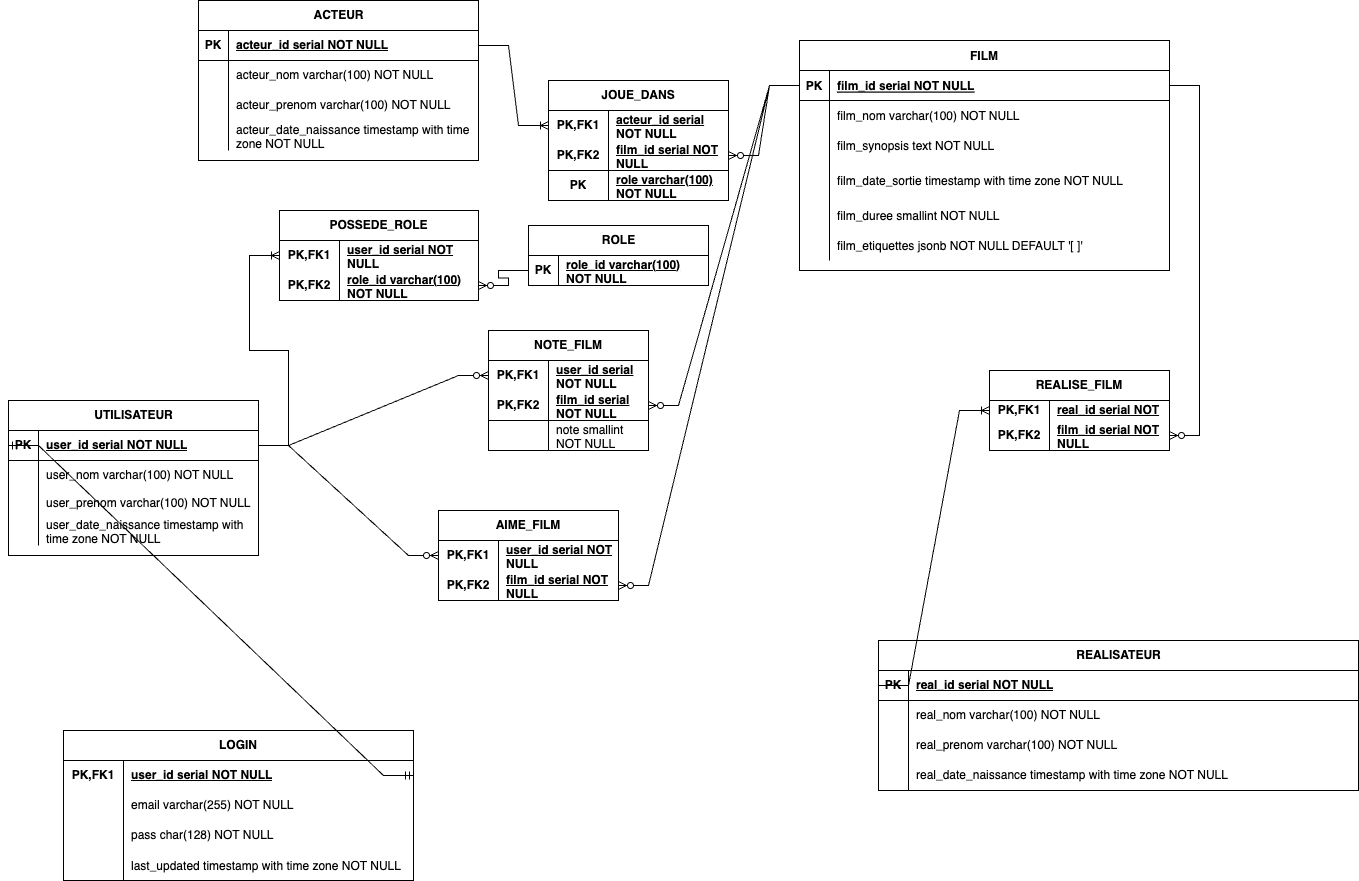 ACTEUR
PK
acteur_id serial NOT NULL
acteur_nom varchar(100) NOT NULL
acteur_prenom varchar(100) NOT NULL
acteur_date_naissance timestamp with time
zone NOT NULL
JOUE_DANS
PK,FK1
acteur_id serial
NOT NULL
PK,FK2
film_id serial NOT
NULL
PK
role varchar(100)
NOT NULL
FILM
PK
film_id serial NOT NULL
film_nom varchar(100) NOT NULL
film_synopsis text NOT NULL
film_date_sortie timestamp with time zone NOT NULL
film_duree smallint NOT NULL
film_etiquettes jsonb NOT NULL DEFAULT '[ ]'
POSSEDE_ROLE
PK,FK1
user_id serial NOT
NULL
PK,FK2
role_id varchar(100)
NOT NULL
ROLE
PK
role_id varchar(100)
NOT NULL
NOTE_FILM
PK,FK1
user_id serial
NOT NULL
PK,FK2
film_id serial
NOT NULL
note smallint
NOT NULL
REALISE_FILM
PK,FK1
real_id serial NOT
PK,FK2
film_id serial NOT
NULL
UTILISATEUR
PK
user_id serial NOT NULL
user_nom varchar(100) NOT NULL
user_prenom varchar(100) NOT NULL
user_date_naissance timestamp with
time zone NOT NULL
AIME_FILM
PK,FK1
user_id serial NOT
NULL
PK,FK2
film_id serial NOT
NULL
REALISATEUR
PK
real_id serial NOT NULL
real_nom varchar(100) NOT NULL
real_prenom varchar(100) NOT NULL
real_date_naissance timestamp with time zone NOT NULL
LOGIN
PK,FK1
user_id serial NOT NULL
email varchar(255) NOT NULL
pass char(128) NOT NULL
last_updated timestamp with time zone NOT NULL